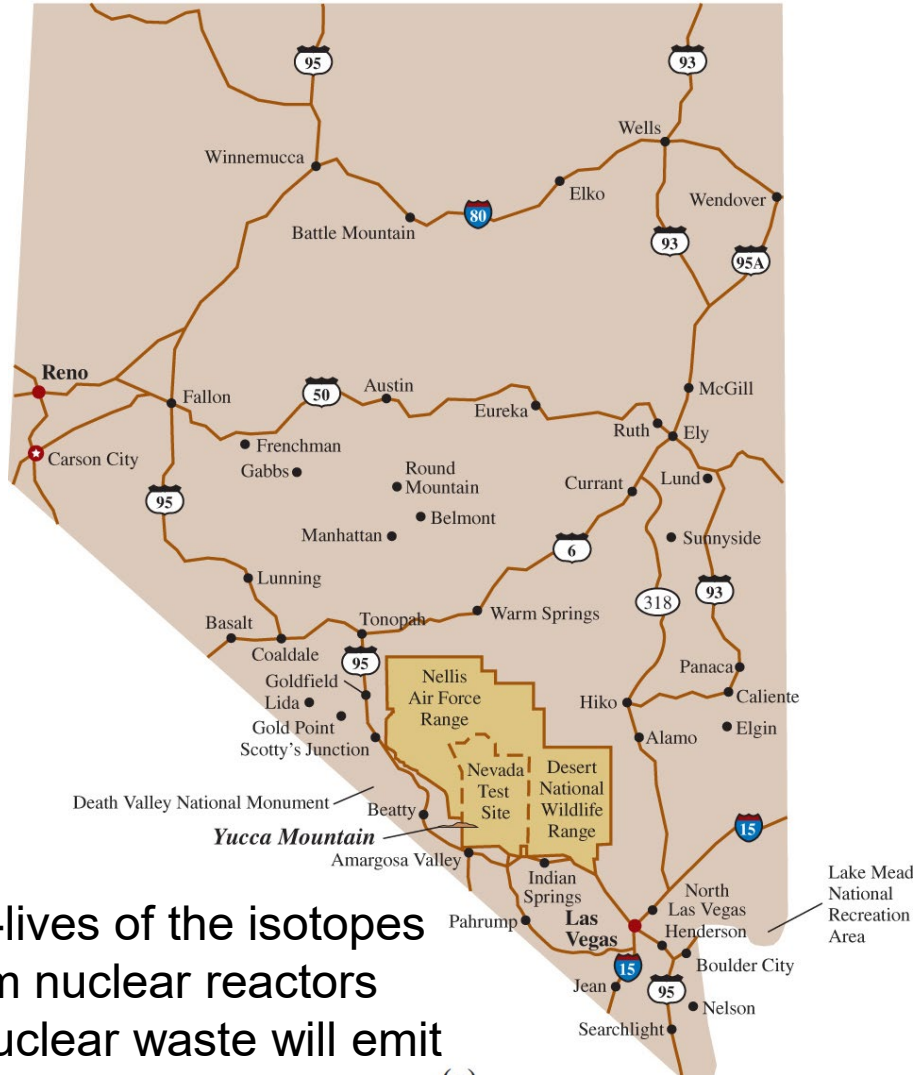 95
93
Wells
Winnemucca
Elko
Wendover
80
Battle Mountain
93
95A
Reno
McGill
Fallon
50
Austin
Eureka
Ruth
Ely
Frenchman
Carson City
Gabbs
Round
Mountain
Currant
Lund
95
Belmont
Manhattan
Sunnyside
6
Lunning
93
318
Warm Springs
Basalt
Tonopah
Coaldale
95
Panaca
Goldfield
Nellis
Air Force
Range
Lida
Hiko
Caliente
Gold Point
Elgin
Scotty's Junction
Alamo
Nevada
Test
Site
Desert
National
Wildlife
Range
Death Valley National Monument
Beatty
15
Yucca Mountain
Amargosa Valley
Indian
Springs
Lake Mead
National
Recreation
Area
North
Las Vegas
Pahrump
Las
Vegas
Henderson
-lives of the isotopes
Boulder City
15
m nuclear reactors
Jean
95
Nelson
Searchlight
uclear waste will emit